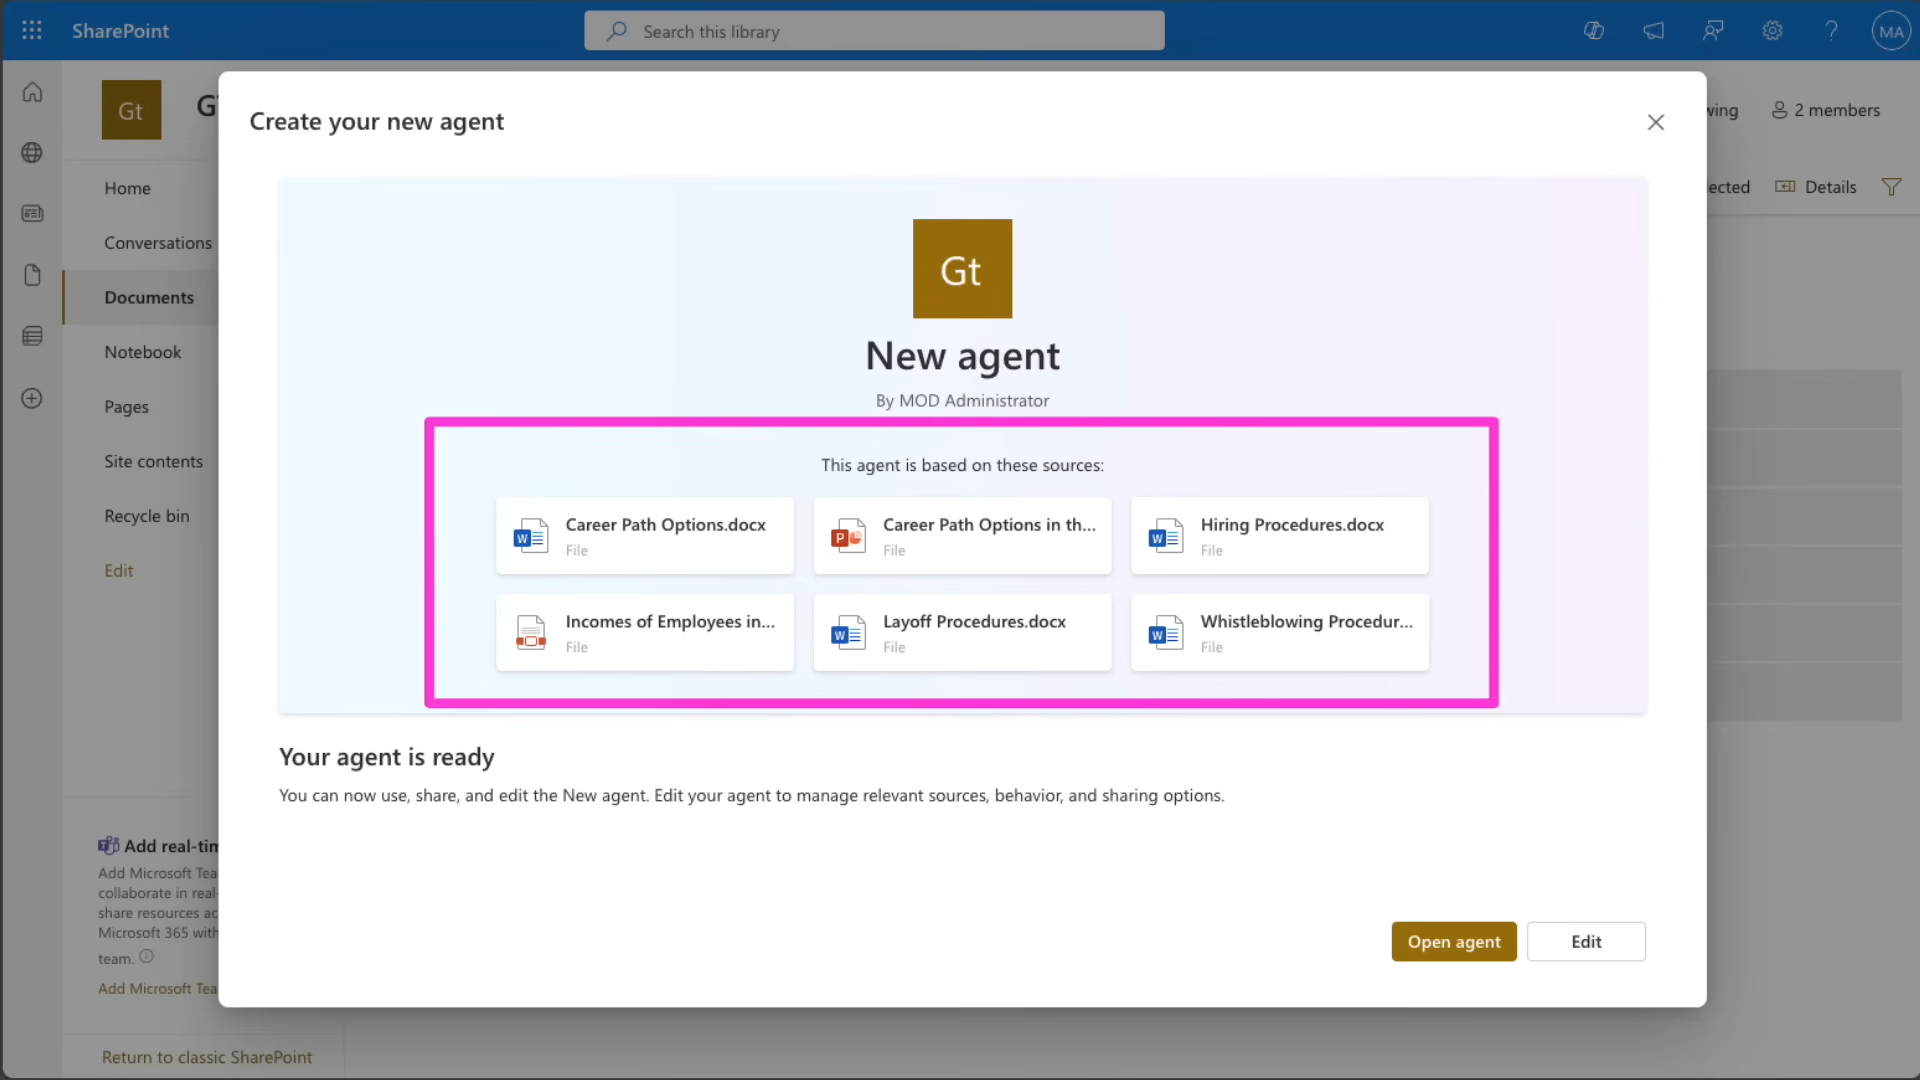 SharePoint
Search this library
MA
Gt
G
wing
2 members
Create your new agent
Home
lected
Details
Conversations
Documents
Notebook
Pages
Site contents
Recycle bin
Edit
Gt
New agent
By MOD Administrator
This agent is based on these sources:
Career Path Options.docx
File
Career Path Options in th...
File
Hiring Procedures.docx
File
Incomes of Employees in...
File
Layoff Procedures.docx
File
Whistleblowing Procedur...
File
Your agent is ready
You can now use, share, and edit the New agent. Edit your agent to manage relevant sources, behavior, and sharing options.
Add real-tim
Add Microsoft Tea
collaborate in real-
share resources ac
Microsoft 365 with
team.
Add Microsoft Tea
Open agent
Edit
Return to classic SharePoint